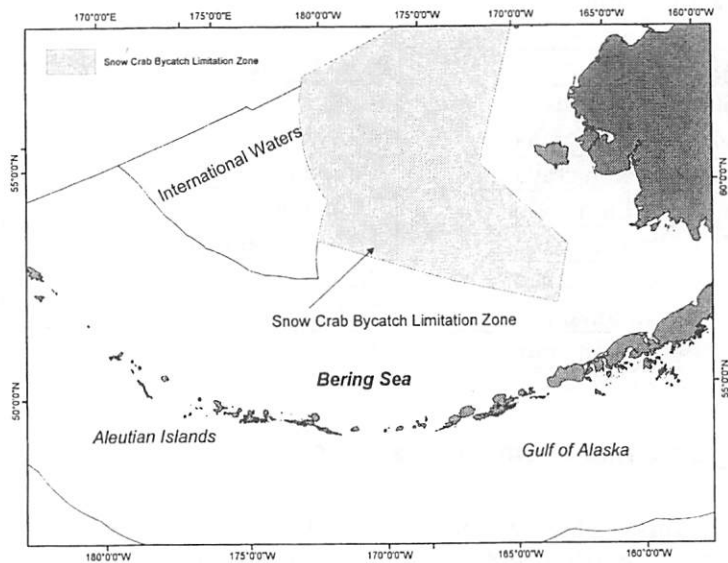 170°0'0"E 175°0'0"E 180°0'0"W 175°0'0"W 170°0'0"W 165°0'0"W 160°0'0"W
Snow Crab Bycatch Limitation Zone
55°0'0"N
International Waters
60°0'0"N
Snow Crab Bycatch Limitation Zone
Bering Sea
50°0'0"N
55°0'0"N
Aleutian Islands
Gulf of Alaska
180°0'0"W 175°0'0"W 170°0'0"W 165°0'0"W 160°0'0"W